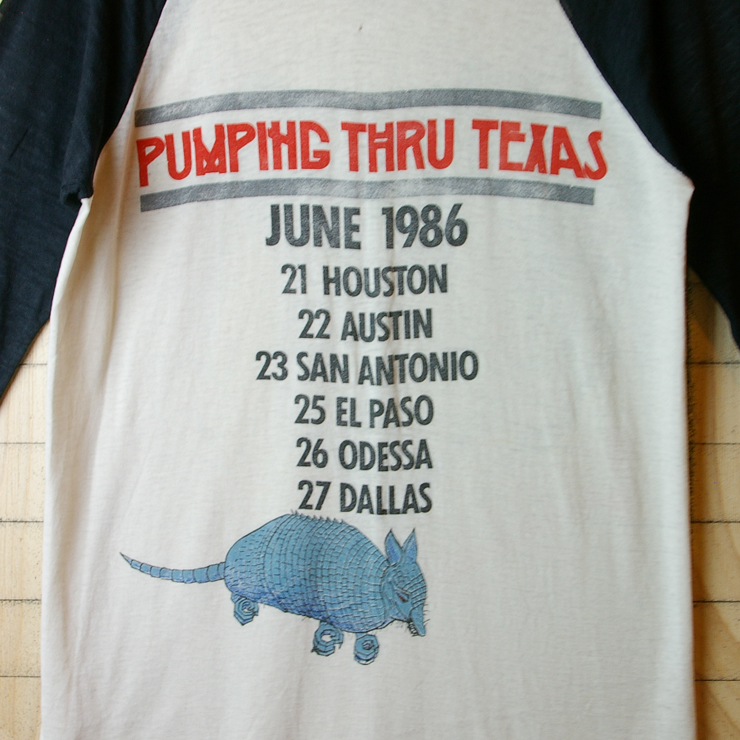 PUMPING THRU TEXAS
JUNE 1986
21 HOUSTON
22 AUSTIN
23 SAN ANTONIO
25 EL PASO
26 ODESSA
27 DALLAS